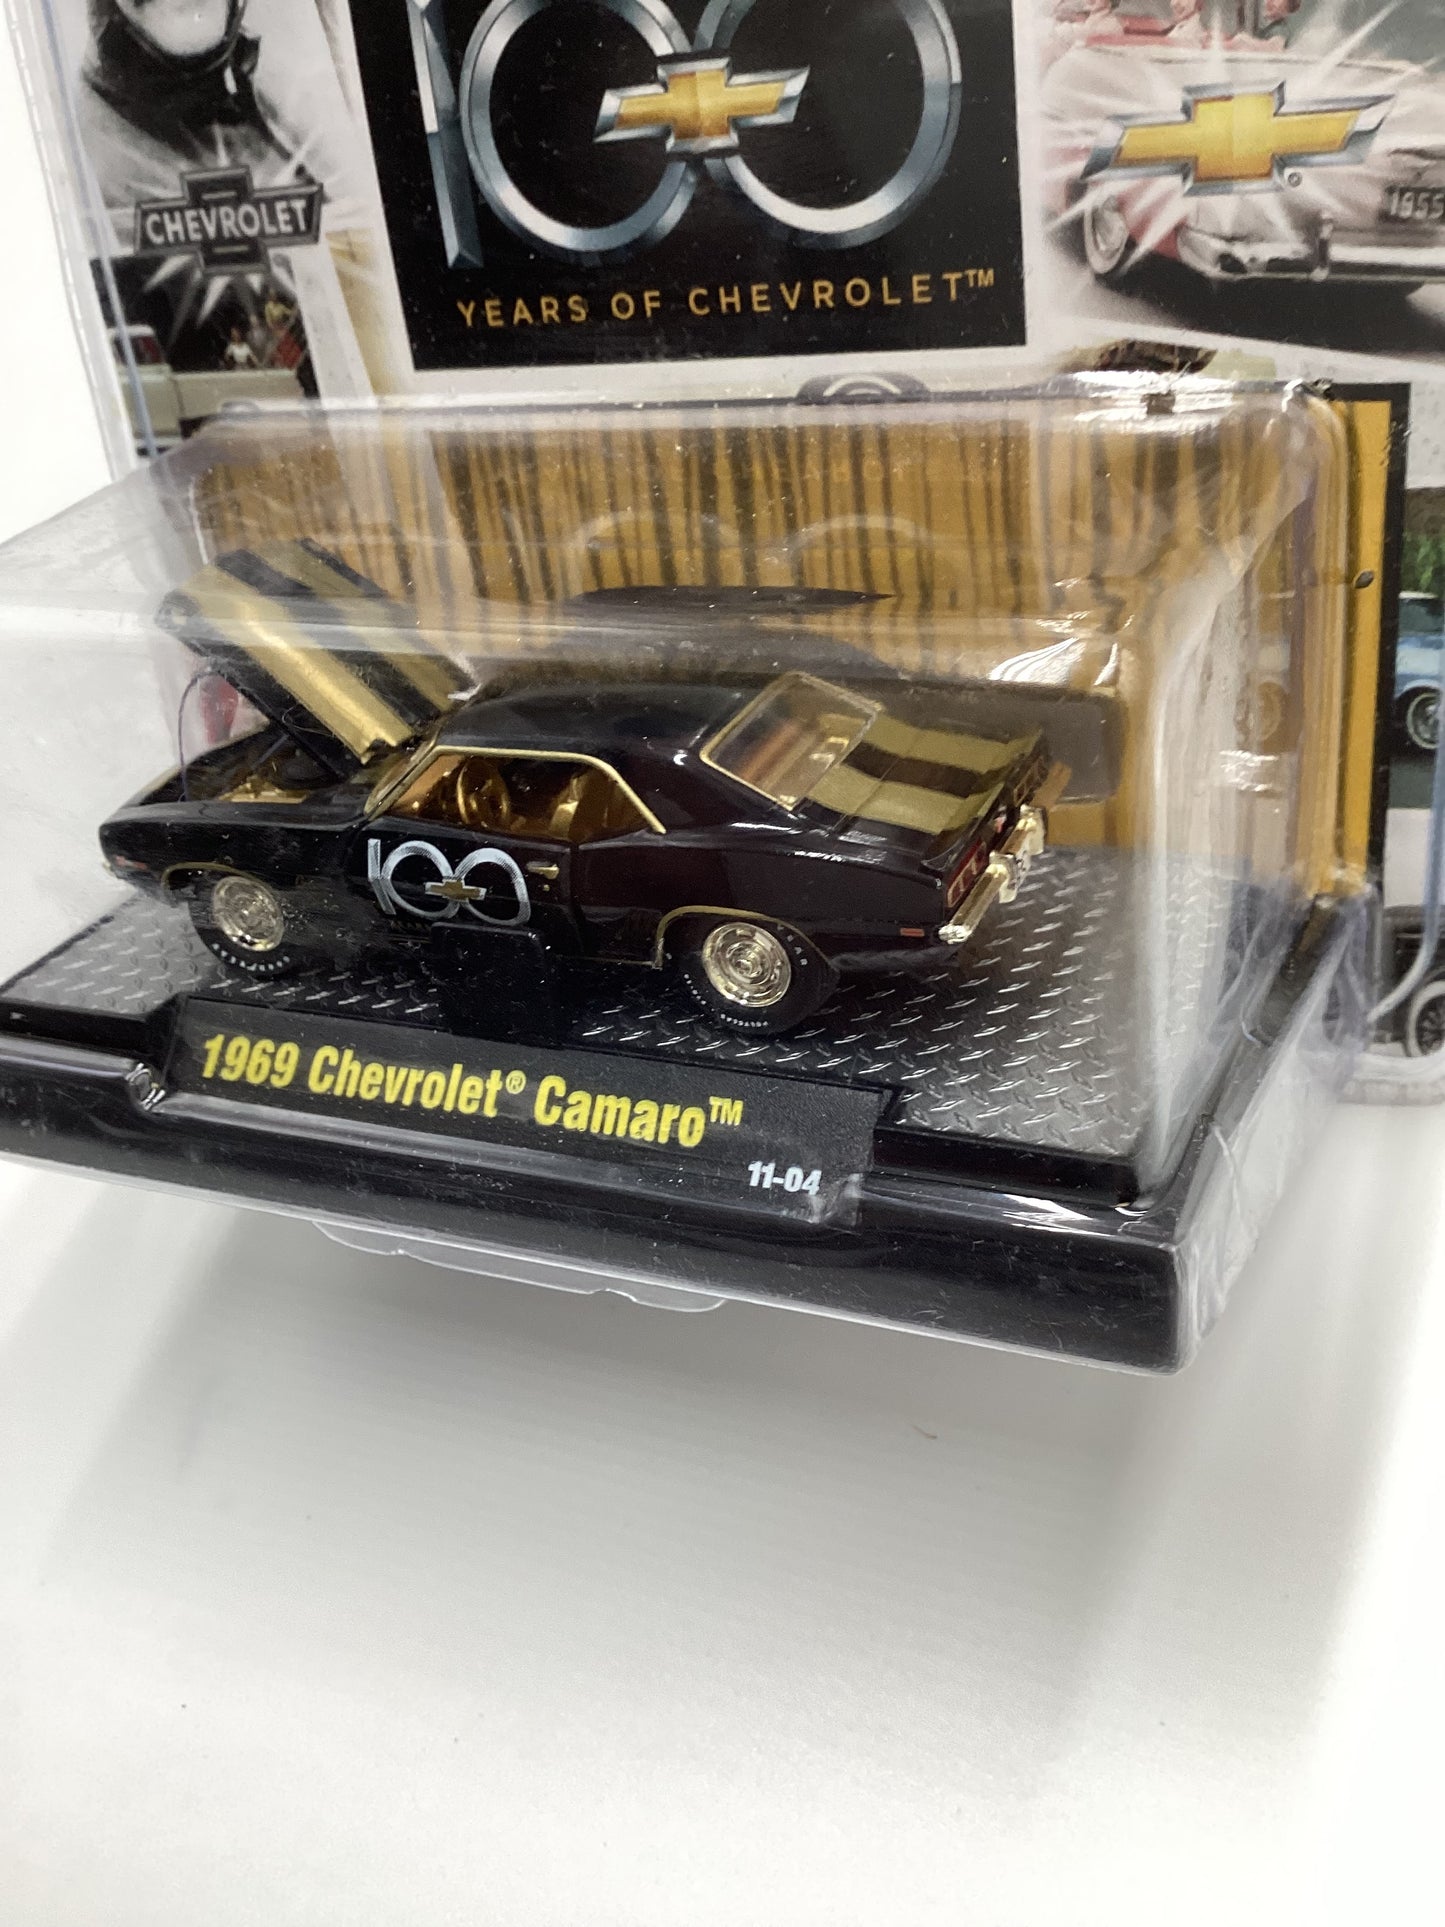 100
YEARS OF CHEVROLET™
CHEVROLET
1955
100
1969 Chevrolet® Camaro™
11-04